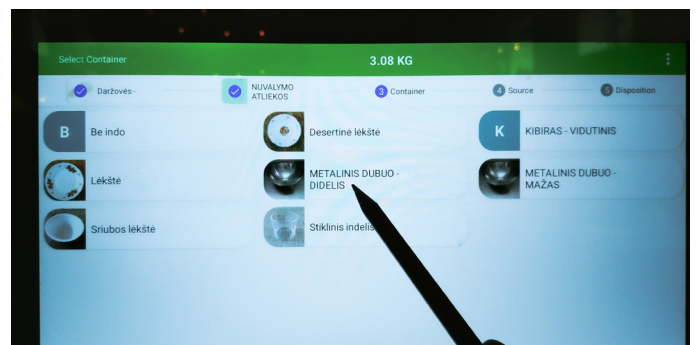 Select Container
3.08 KG
Daržovės -
NUVALYMO
ATLIEKOS
3 Container
4 Source
5 Disposition
B Be indo
Desertinė lėkštė
K KIBIRAS - VIDUTINIS
Lėkštė
METALINIS DUBUO -
DIDELIS
METALINIS DUBUO -
MAŽAS
Sriubos lėkštė
Stiklinis indelis